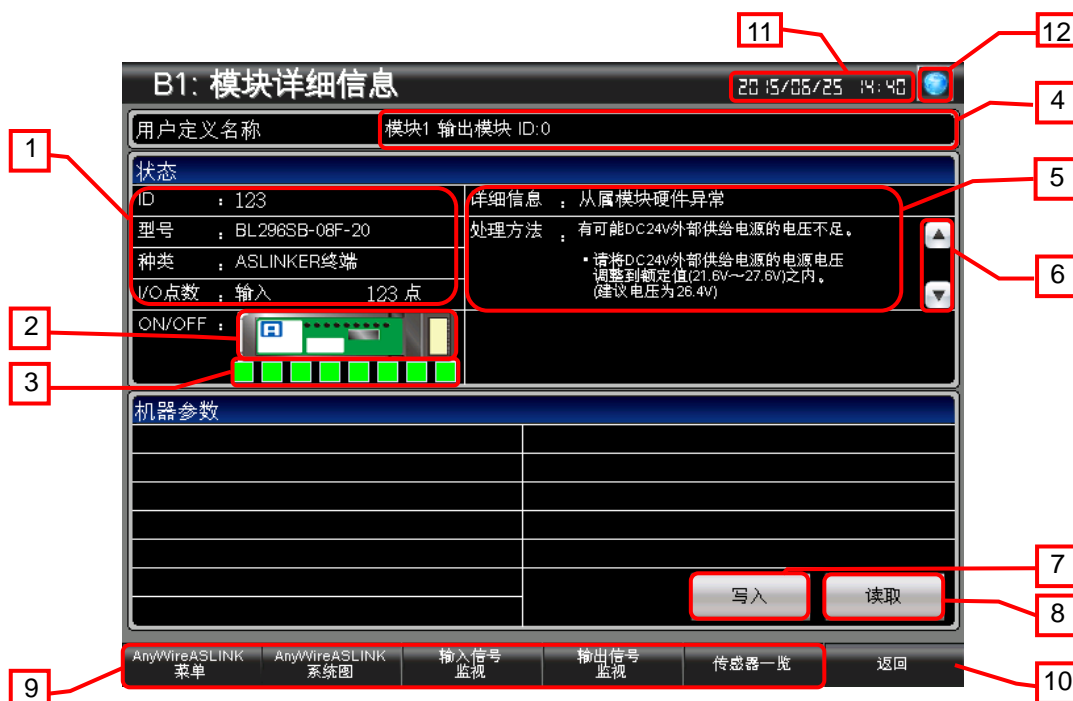 11
12
B1: 模块详细信息
2015/06/25 14:40
4
用户定义名称 模块1 输出模块 ID:0
1
状态
5
ID : 123
详细信息 : 从属模块硬件异常
型号 : BL296SB-08F-20
处理方法 : 有可能DC24V外部供给电源的电压不足。
种类 : ASLINKER终端
•请将DC24V外部供给电源的电源电压
调整到额定值(21.6V～27.6V)之内。
(建议电压为26.4V)
6
I/O点数 : 输入 123 点
2
ON/OFF :
A
3
机器参数
7
写入
读取
8
AnyWireASLINK
菜单
AnyWireASLINK
系统图
输入信号
监视
输出信号
监视
传感器一览
返回
9
10